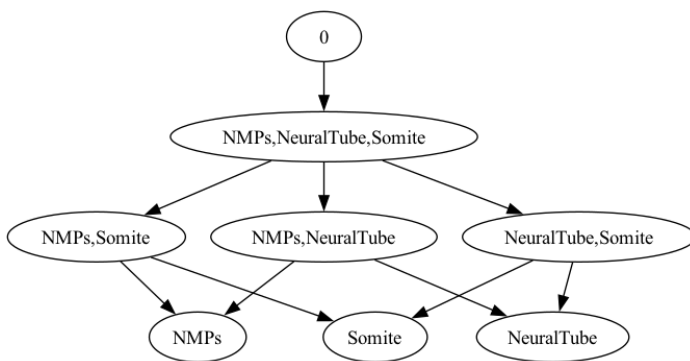 0
NMPs,NeuralTube,Somite
NMPs,Somite
NMPs,NeuralTube
NeuralTube,Somite
NMPs
Somite
NeuralTube